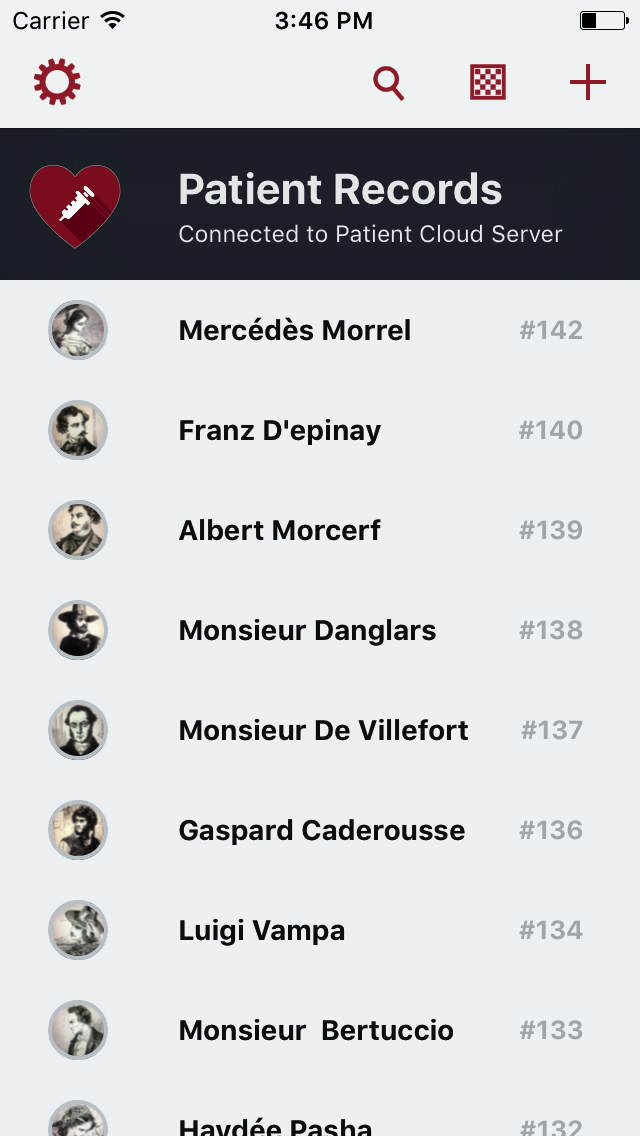 Carrier 3:46 PM
Patient Records
Connected to Patient Cloud Server
Mercédès Morrel #142
Franz D'epinay #140
Albert Morcerf #139
Monsieur Danglars #138
Monsieur De Villefort #137
Gaspard Caderousse #136
Luigi Vampa #134
Monsieur  Bertuccio #133
Haydée Pasha #132